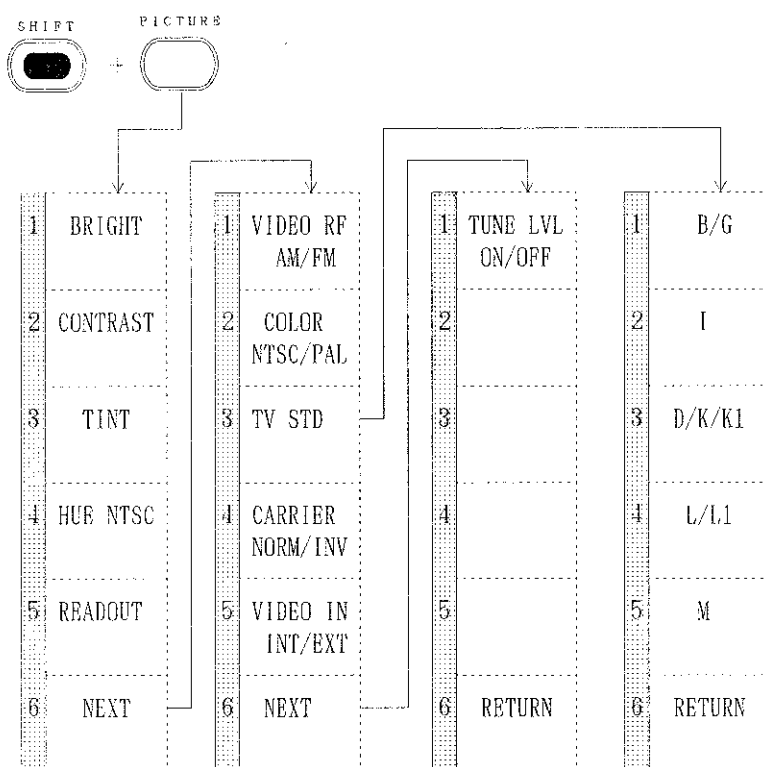 SHIFT
PICTURE
+
1 BRIGHT
2 CONTRAST
3 TINT
4 HUE NTSC
5 READOUT
6 NEXT
1 VIDEO RF
AM/FM
2 COLOR
NTSC/PAL
3 TV STD
4 CARRIER
NORM/INV
5 VIDEO IN
INT/EXT
6 NEXT
1 TUNE LVL
ON/OFF
2
3
4
5
6 RETURN
1 B/G
2 I
3 D/K/K1
4 L/L1
5 M
6 RETURN